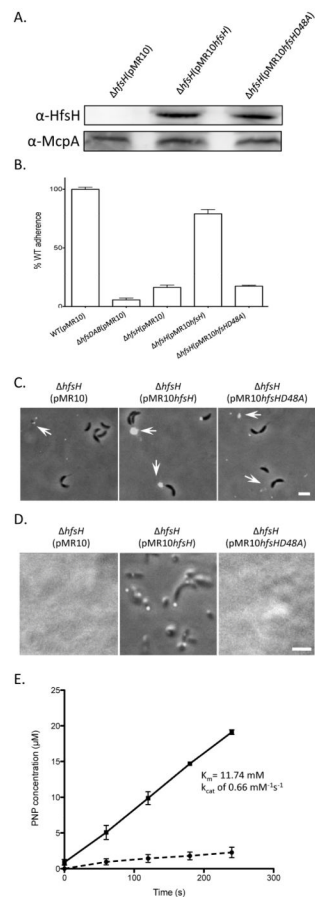 A.
ΔhfsH(pMR10)
ΔhfsH(pMR10hfsH)
ΔhfsH(pMR10hfsHD48A)
α-HfsH
α-McpA
B.
% WT adherence
100
50
0
WT(pMR10)
ΔhfsDAB(pMR10)
ΔhfsH(pMR10)
ΔhfsH(pMR10hfsH)
ΔhfsH(pMR10hfsHD48A)
C.
ΔhfsH ΔhfsH ΔhfsH
(pMR10) (pMR10hfsH) (pMR10hfsHD48A)
D.
ΔhfsH ΔhfsH ΔhfsH
(pMR10) (pMR10hfsH) (pMR10hfsHD48A)
E.
PNP concentration (μM)
25
20
15
10
5
0
Km= 11.74 mM
kcat of 0.66 mM-1s-1
0 100 200 300
Time (s)